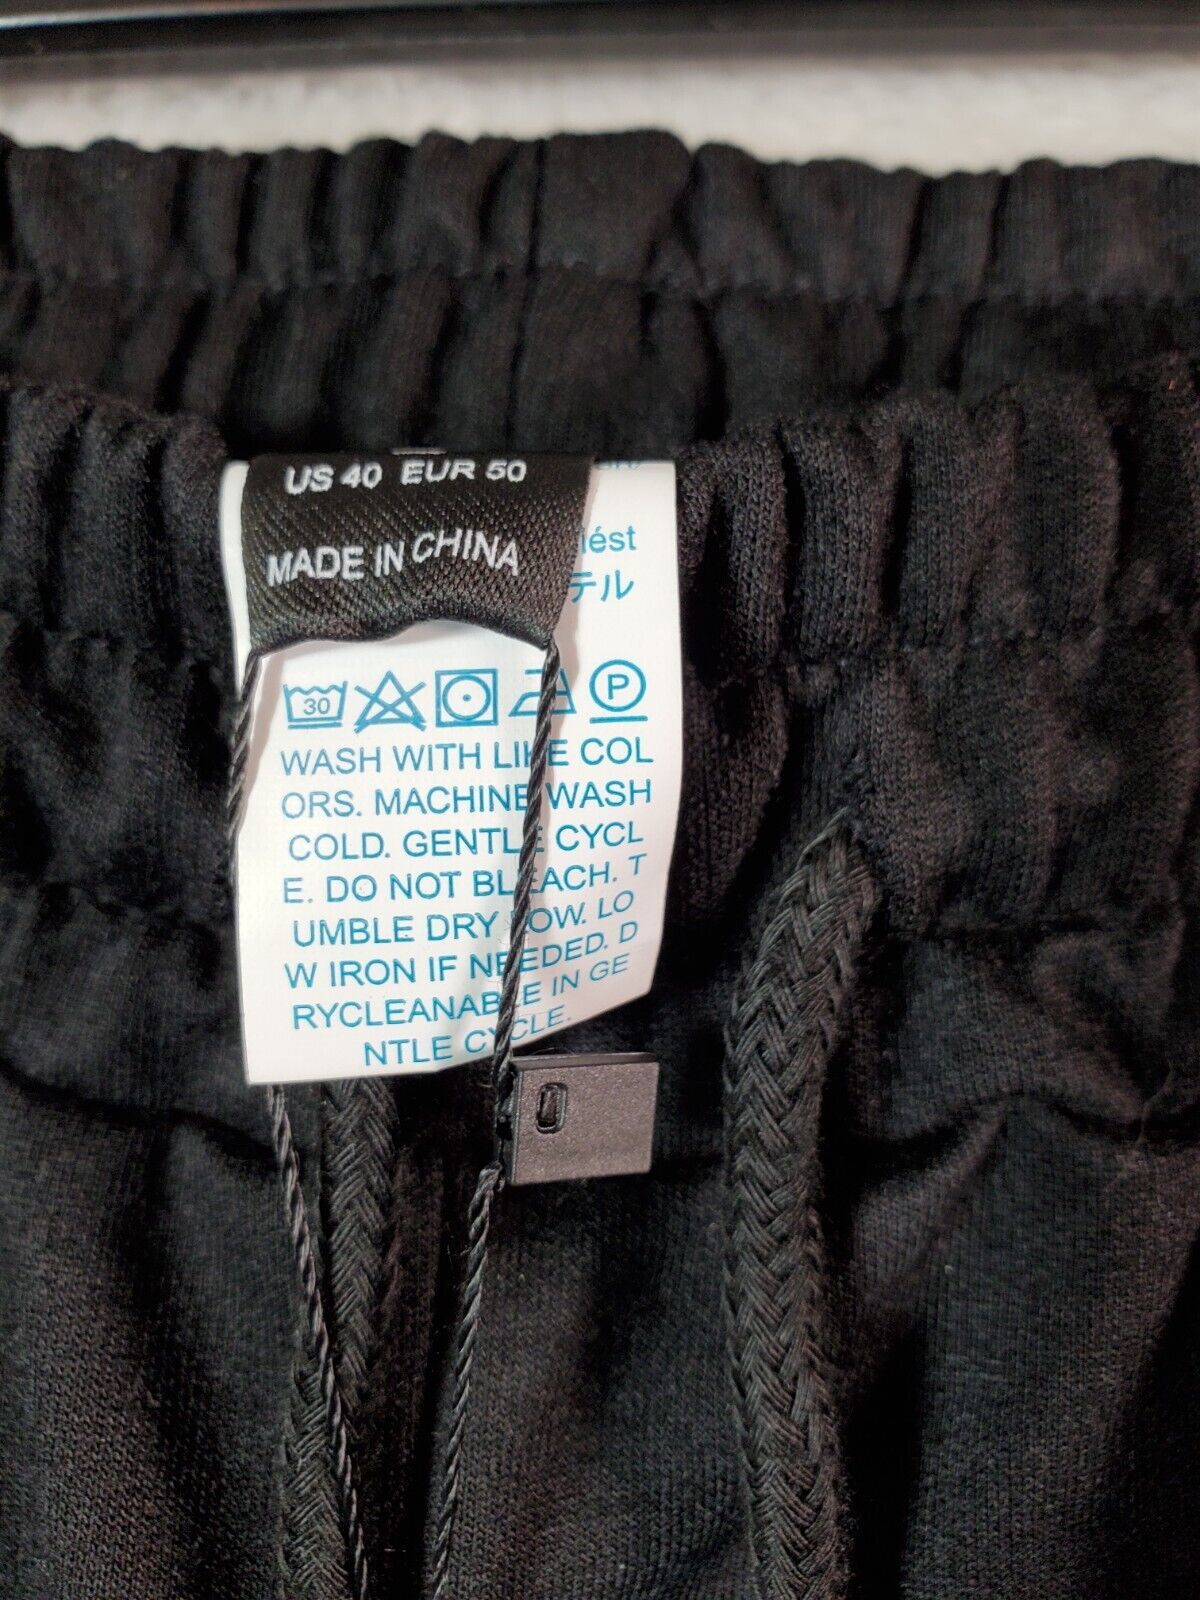 US 40 EUR 50
MADE IN CHINA
テル
30
P
WASH WITH LIKE COL
ORS. MACHINE WASH
COLD. GENTLE CYCL
E. DO NOT BLEACH. T
UMBLE DRY LOW. LO
W IRON IF NEEDED. D
RYCLEANABLE IN GE
NTLE CYCLE.